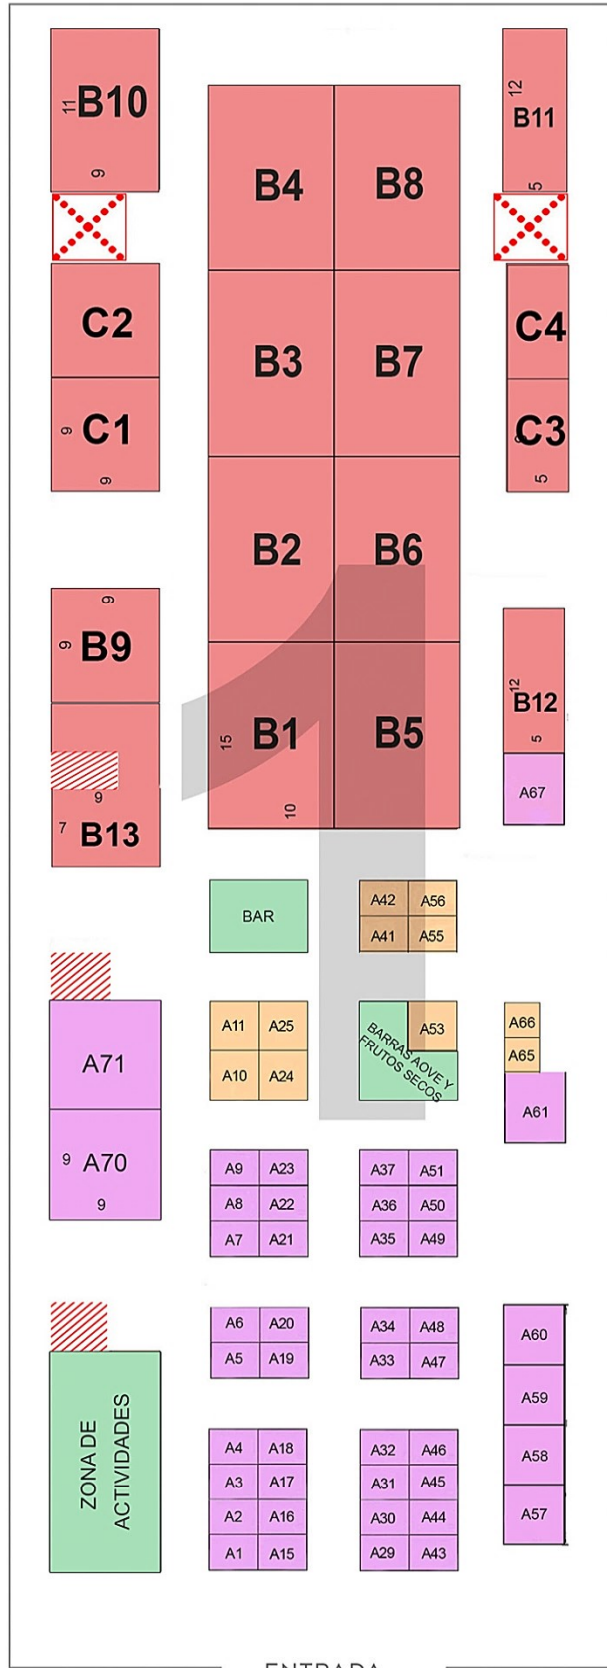 B10
11
9
B11
12
5
B4 B8
C2
C4
B3 B7
C1
9
9
C3
9
5
B2 B6
9
9
B9
B12
12
5
B1 B5
15
10
A67
9
7
B13
BAR
A42 A56
A41 A55
A11 A25
A10 A24
A53
BARRAS AOVE Y
FRUTOS SECOS
A66
A65
A61
A71
A70
9
9
A9 A23
A8 A22
A7 A21
A37 A51
A36 A50
A35 A49
A6 A20
A5 A19
A34 A48
A33 A47
A60
A59
A58
A57
ZONA DE
ACTIVIDADES
A4 A18
A3 A17
A2 A16
A1 A15
A32 A46
A31 A45
A30 A44
A29 A43
1
ENTRADA